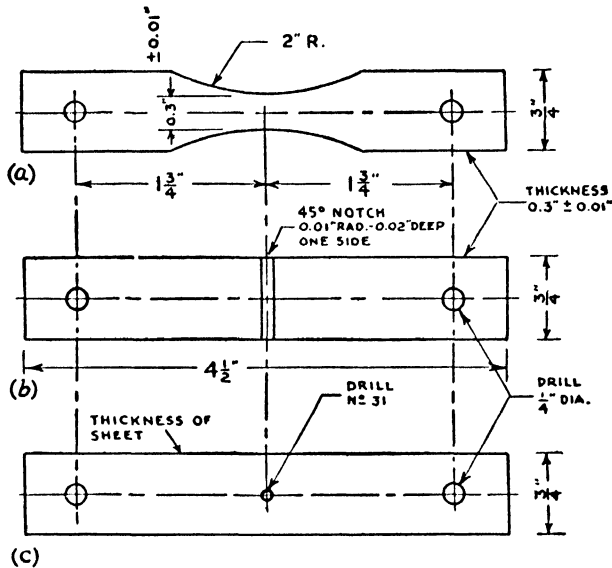 ±0.01"
2" R.
0.3"
3/4"
(a)
1 3/4"
1 3/4"
THICKNESS
0.3" ± 0.01"
45° NOTCH
0.01" RAD.-0.02" DEEP
ONE SIDE
3/4"
4 1/2"
(b)
DRILL
Nº 31
DRILL
1/4" DIA.
THICKNESS OF
SHEET
3/4"
(c)